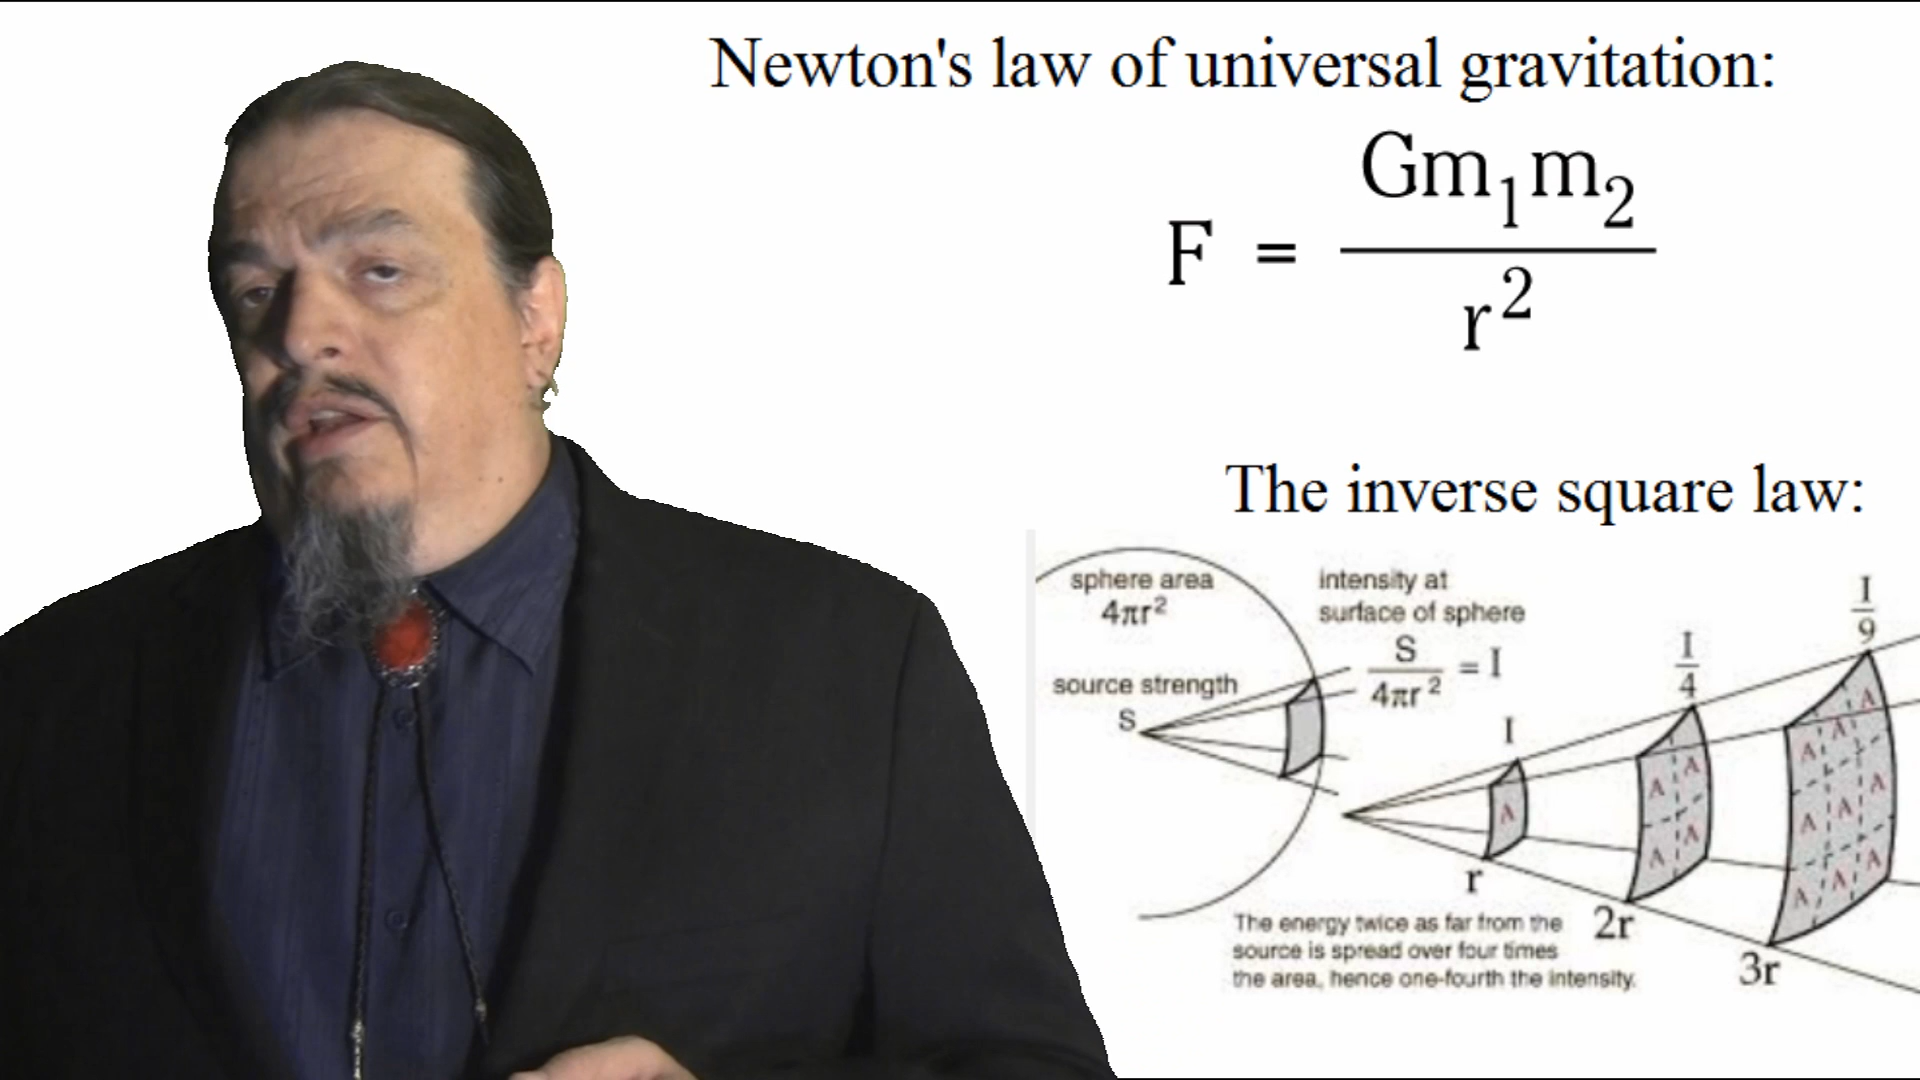 Newton's law of universal gravitation:
F = Gm₁m₂
r²
The inverse square law:
sphere area
4πr²
source strength
S
intensity at
surface of sphere
S
4πr² = I
I
I
4
I
9
A
A A
A A
A A A
A A A
A A A
r
2r
3r
The energy twice as far from the
source is spread over four times
the area, hence one-fourth the intensity.